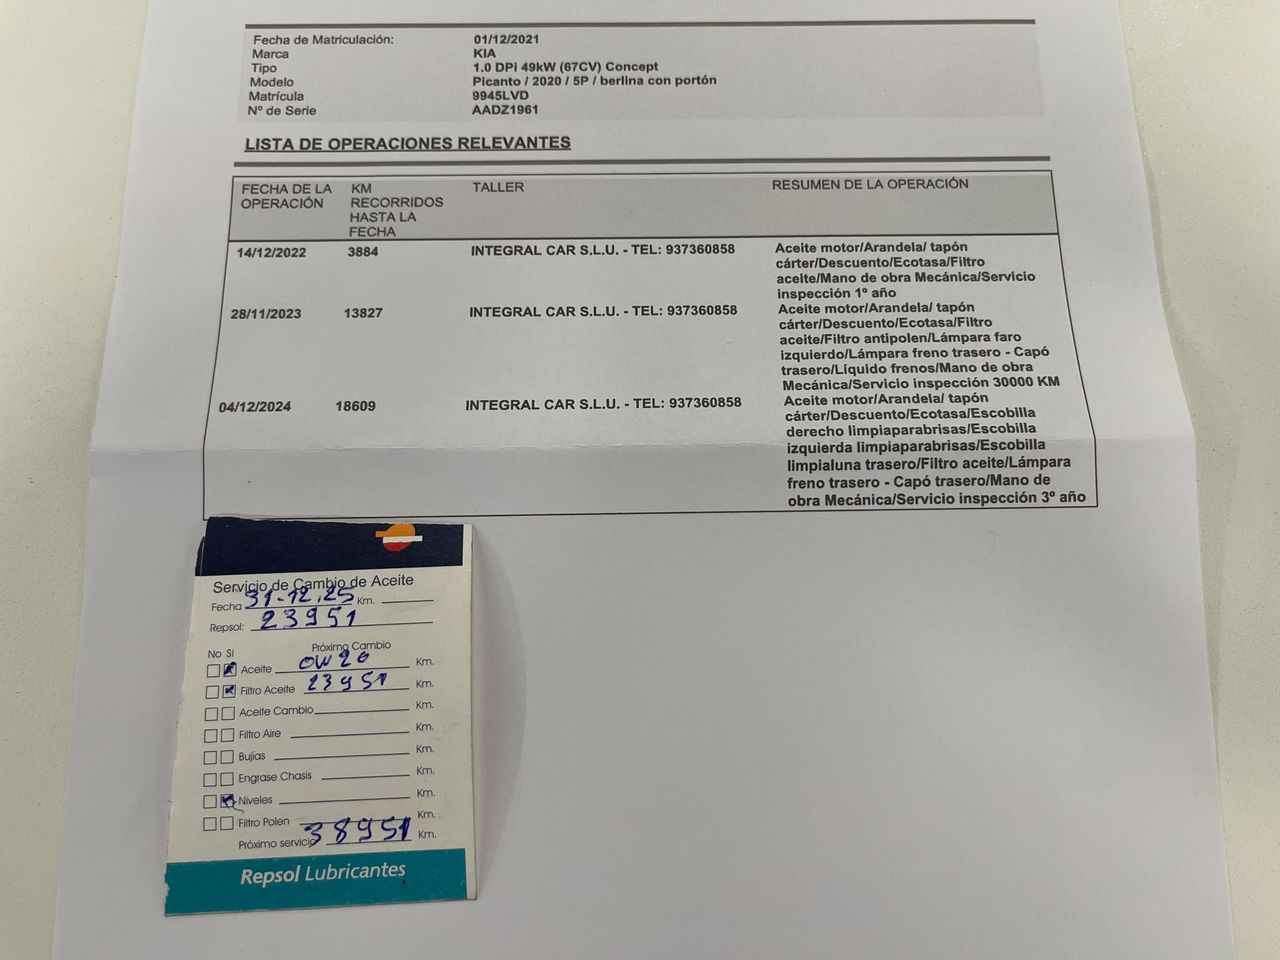 Fecha de Matriculación: 01/12/2021
Marca KIA
Tipo 1.0 DPi 49kW (67CV) Concept
Modelo Picanto / 2020 / 5P / berlina con portón
Matrícula 9945LVD
Nº de Serie AADZ1961
LISTA DE OPERACIONES RELEVANTES
FECHA DE LA OPERACIÓN KM RECORRIDOS HASTA LA FECHA TALLER RESUMEN DE LA OPERACIÓN
14/12/2022 3884 INTEGRAL CAR S.L.U. - TEL: 937360858 Aceite motor/Arandela/ tapón
cárter/Descuento/Ecotasa/Filtro
aceite/Mano de obra Mecánica/Servicio
inspección 1º año
28/11/2023 13827 INTEGRAL CAR S.L.U. - TEL: 937360858 Aceite motor/Arandela/ tapón
cárter/Descuento/Ecotasa/Filtro
aceite/Filtro antipolen/Lámpara faro
izquierdo/Lámpara freno trasero - Capó
trasero/Líquido frenos/Mano de obra
Mecánica/Servicio inspección 30000 KM
04/12/2024 18609 INTEGRAL CAR S.L.U. - TEL: 937360858 Aceite motor/Arandela/ tapón
cárter/Descuento/Ecotasa/Escobilla
derecho limpiaparabrisas/Escobilla
izquierda limpiaparabrisas/Escobilla
limpialuna trasero/Filtro aceite/Lámpara
freno trasero - Capó trasero/Mano de
obra Mecánica/Servicio inspección 3º año
Servicio de Cambio de Aceite
Fecha 31-12.25 Km.
Repsol: 23951
No Si Próximo Cambio
Aceite 0W20 Km.
Filtro Aceite 23951 Km.
Aceite Cambio Km.
Filtro Aire Km.
Bujías Km.
Engrase Chasis Km.
Niveles Km.
Filtro Polen Km.
Próximo servicio 38951 Km.
Repsol Lubricantes